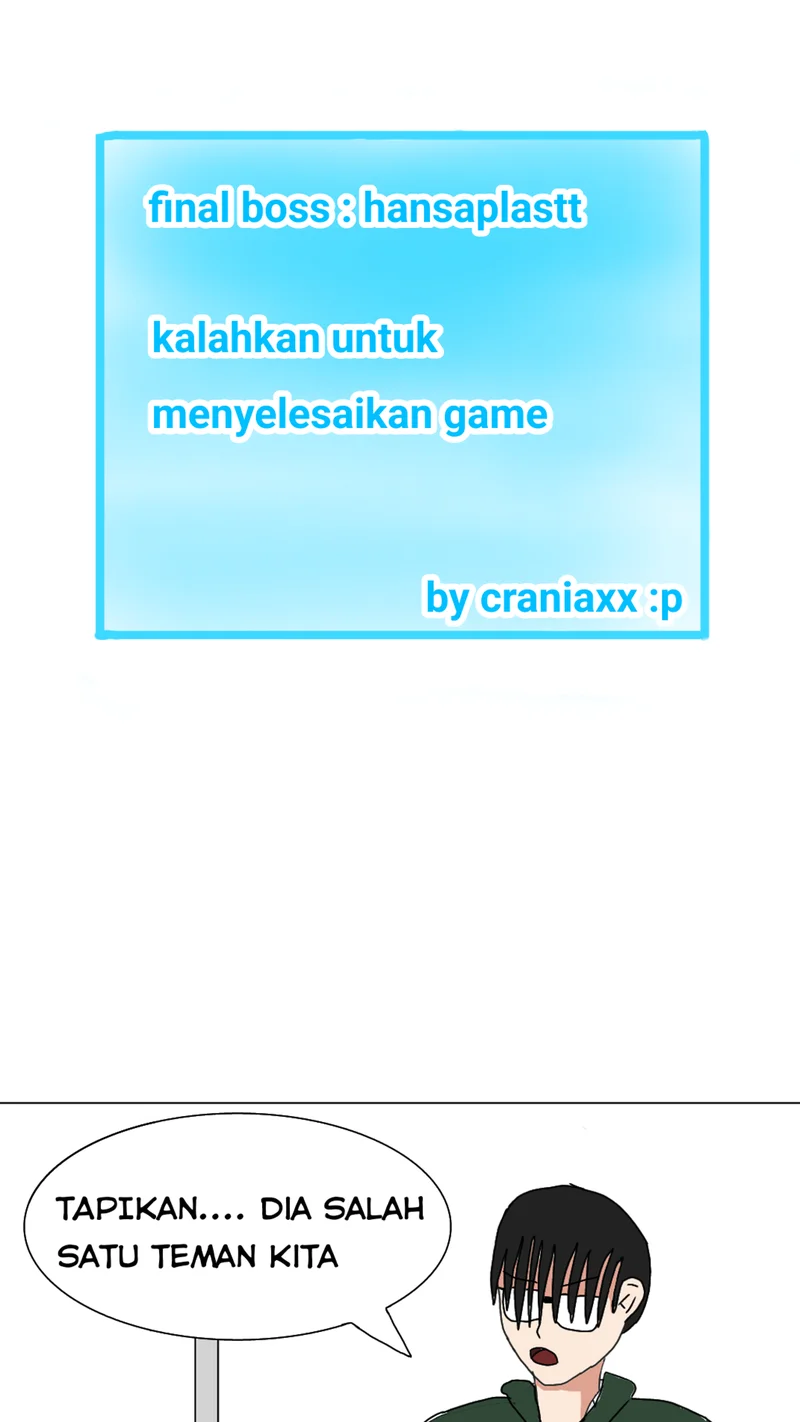 final boss : hansaplastt
kalahkan untuk
menyelesaikan game
by craniaxx :p
TAPIKAN.... DIA SALAH
SATU TEMAN KITA